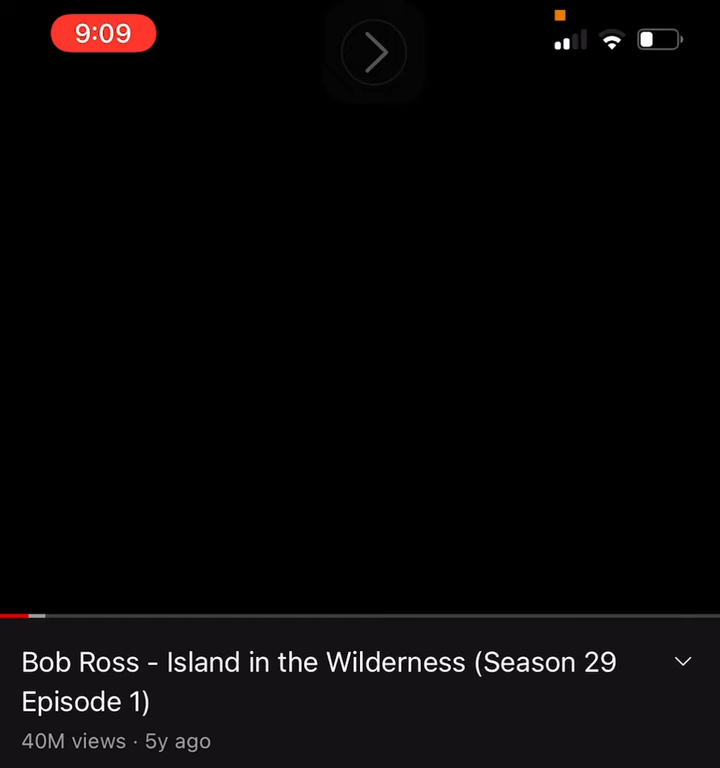 9:09
Bob Ross - Island in the Wilderness (Season 29
Episode 1)
40M views · 5y ago